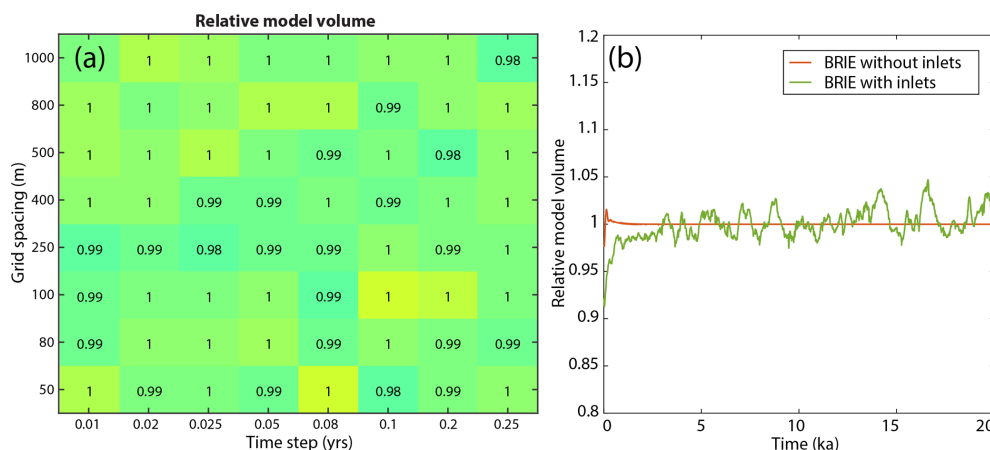 Relative model volume
(a)
Grid spacing (m)
1000 1 1 1 1 1 1 0.98
800 1 1 1 1 1 0.99 1 1
500 1 1 1 1 0.99 1 0.98 1
400 1 1 0.99 0.99 1 0.99 1 1
250 0.99 0.99 0.98 0.99 0.99 1 0.99 1
100 0.99 1 1 1 0.99 1 1 1
80 0.99 1 1 1 0.99 1 0.99 0.99
50 1 0.99 1 0.99 1 0.98 0.99 1
0.01 0.02 0.025 0.05 0.08 0.1 0.2 0.25
Time step (yrs)
(b)
BRIE without inlets
BRIE with inlets
Relative model volume
1.2
1.15
1.1
1.05
1
0.95
0.9
0.85
0.8
0 5 10 15 20
Time (ka)